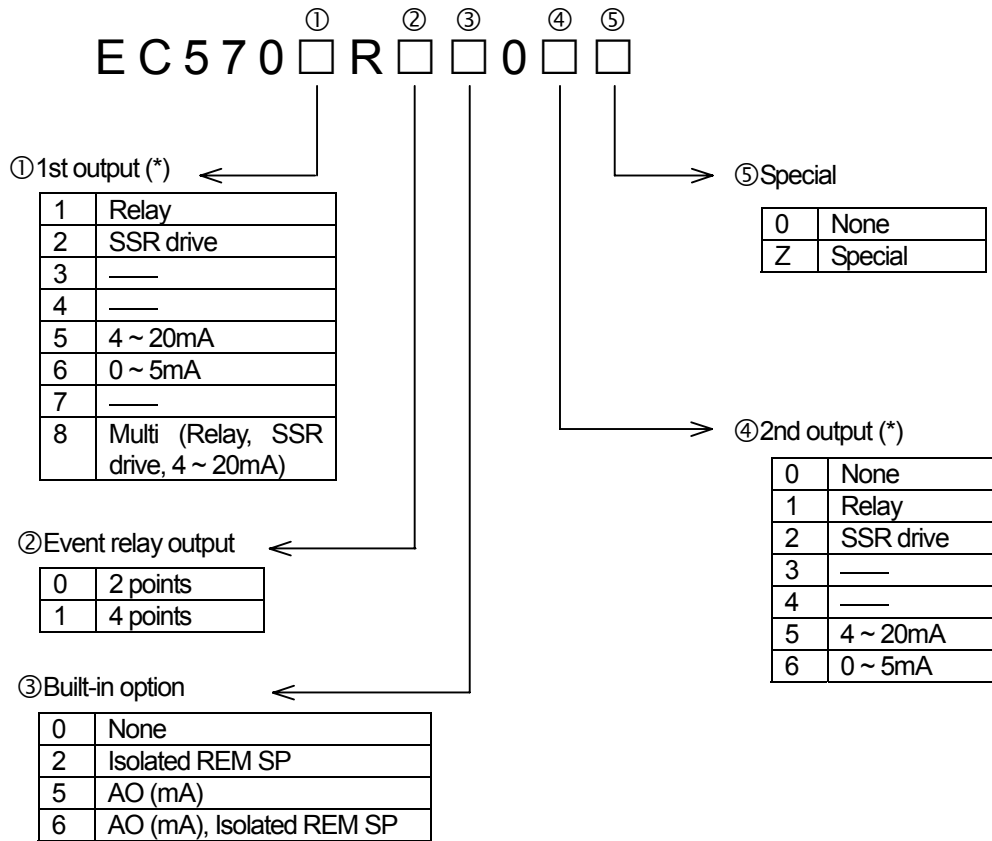 ① ② ③ ④ ⑤
EC570□R□□0□□
①1st output (*)
1 Relay
2 SSR drive
3 ——
4 ——
5 4 ~ 20mA
6 0 ~ 5mA
7 ——
8 Multi (Relay, SSR
drive, 4 ~ 20mA)
②Event relay output
0 2 points
1 4 points
③Built-in option
0 None
2 Isolated REM SP
5 AO (mA)
6 AO (mA), Isolated REM SP
⑤Special
0 None
Z Special
④2nd output (*)
0 None
1 Relay
2 SSR drive
3 ——
4 ——
5 4 ~ 20mA
6 0 ~ 5mA